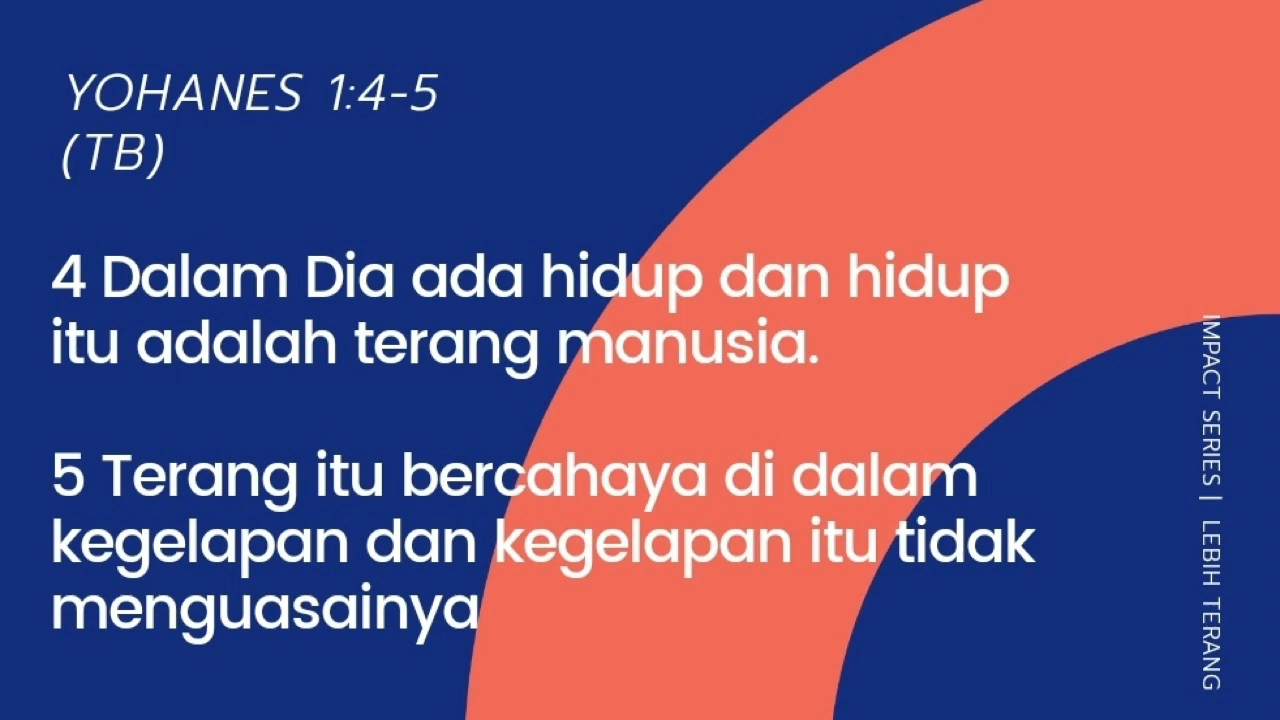 YOHANES 1:4-5
(TB)
4 Dalam Dia ada hidup dan hidup
itu adalah terang manusia.
5 Terang itu bercahaya di dalam
kegelapan dan kegelapan itu tidak
menguasainya
IMPACT SERIES | LEBIH TERANG